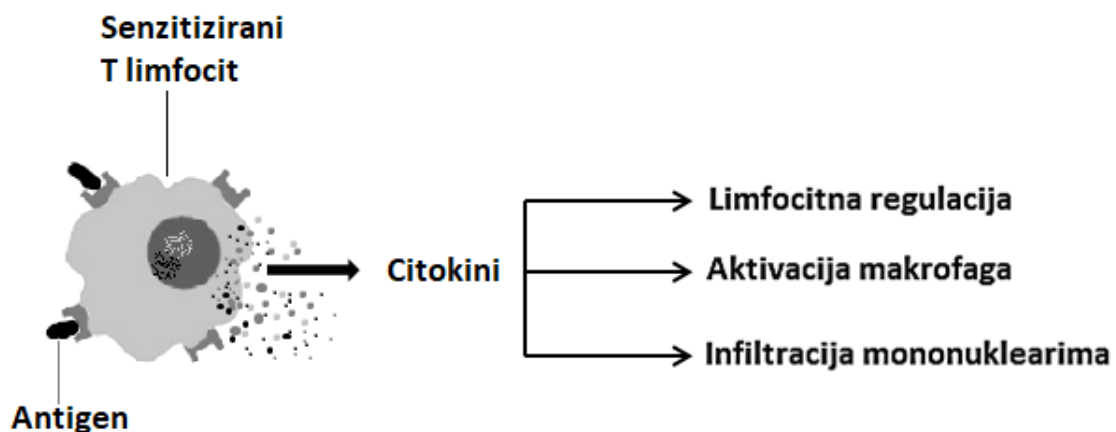 Senzitizirani
T limfocit
Citokini
Limfocitna regulacija
Aktivacija makrofaga
Infiltracija mononuklearima
Antigen